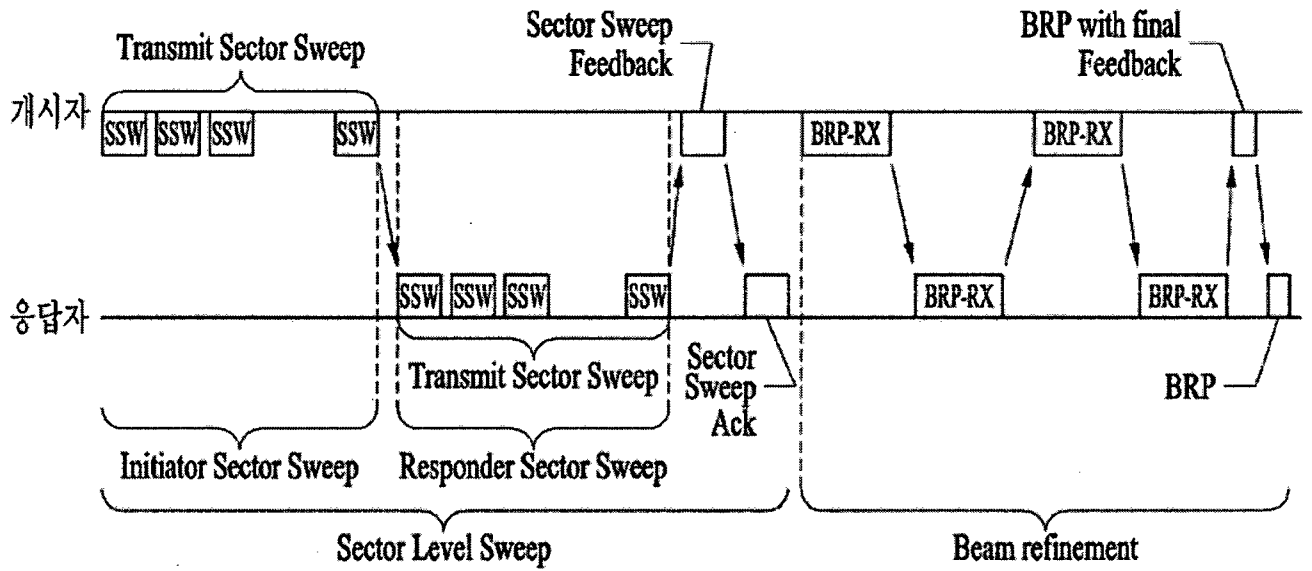 Transmit Sector Sweep
Sector Sweep
Feedback
BRP with final
Feedback
개시자
SSW SSW SSW SSW
BRP-RX BRP-RX
응답자
SSW SSW SSW SSW
BRP-RX BRP-RX
Transmit Sector Sweep
Sector
Sweep
Ack
BRP
Initiator Sector Sweep
Responder Sector Sweep
Sector Level Sweep
Beam refinement